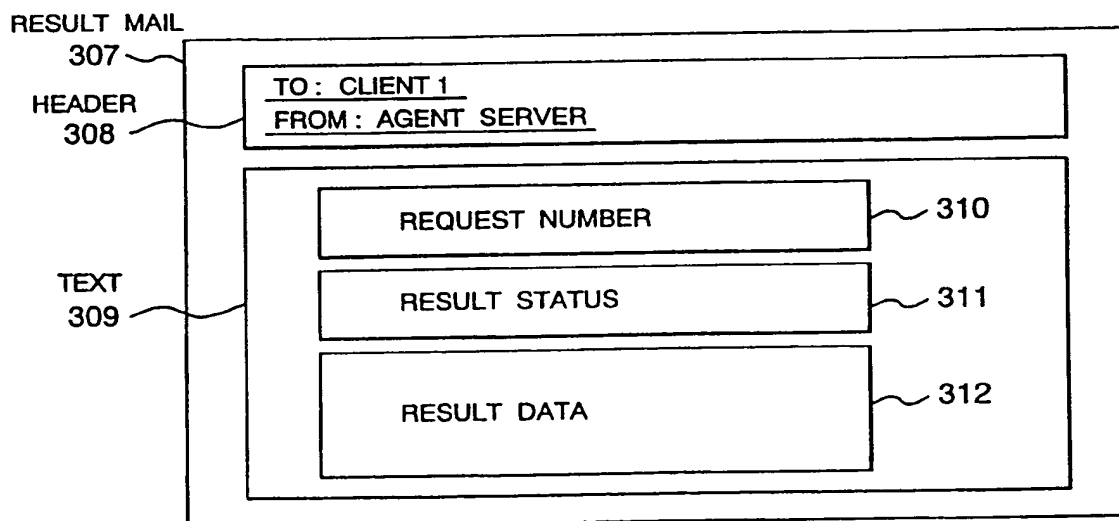 RESULT MAIL
307
HEADER
308
TO : CLIENT 1
FROM : AGENT SERVER
TEXT
309
REQUEST NUMBER
310
RESULT STATUS
311
RESULT DATA
312